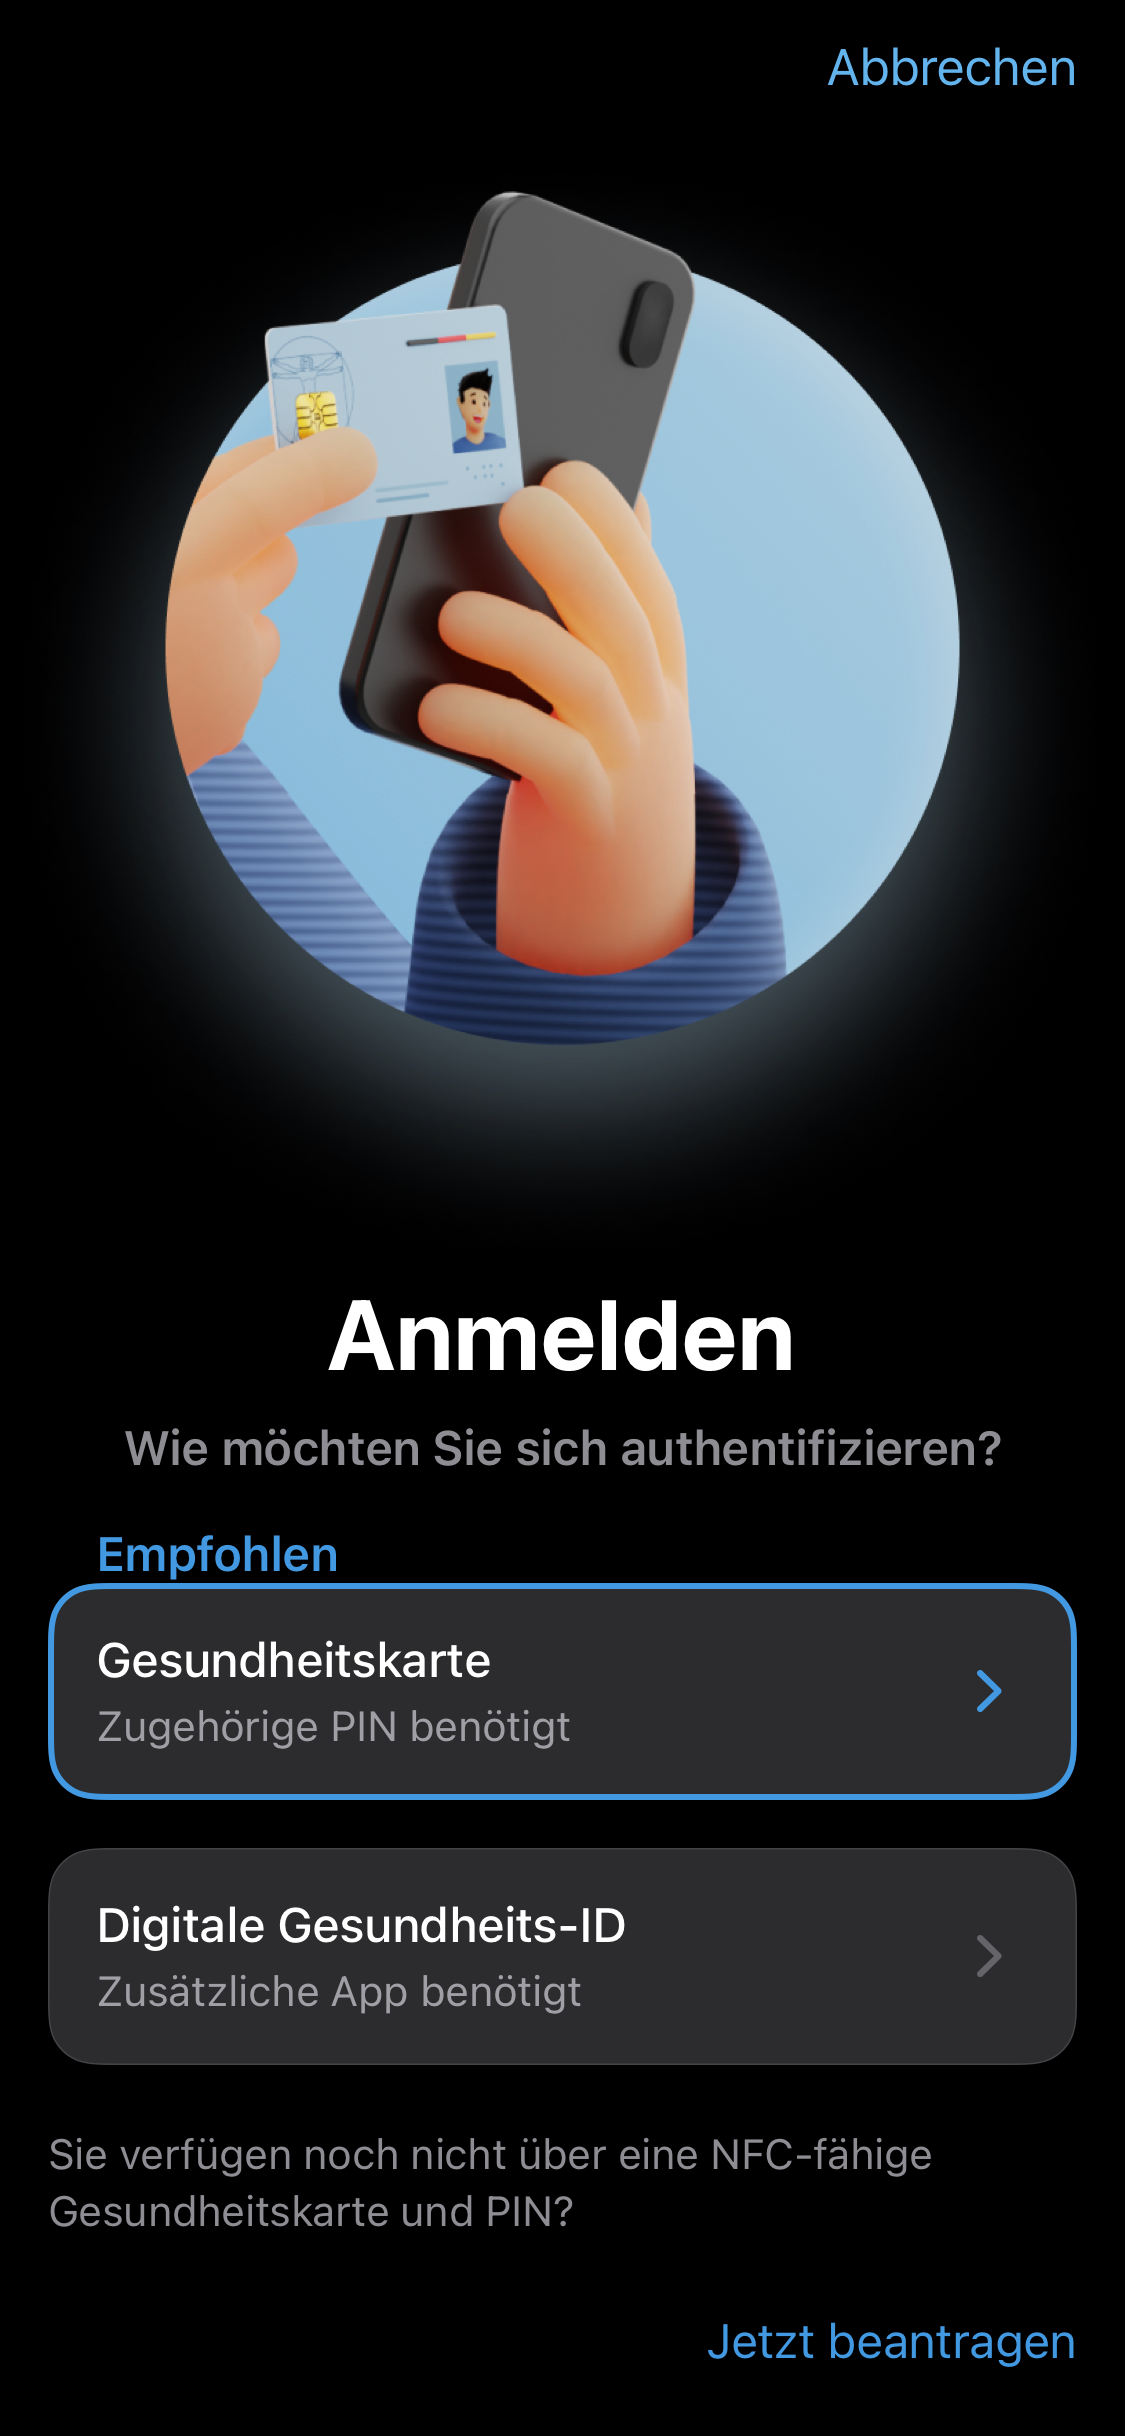 Abbrechen
Anmelden
Wie möchten Sie sich authentifizieren?
Empfohlen
Gesundheitskarte
Zugehörige PIN benötigt
Digitale Gesundheits-ID
Zusätzliche App benötigt
Sie verfügen noch nicht über eine NFC-fähige
Gesundheitskarte und PIN?
Jetzt beantragen